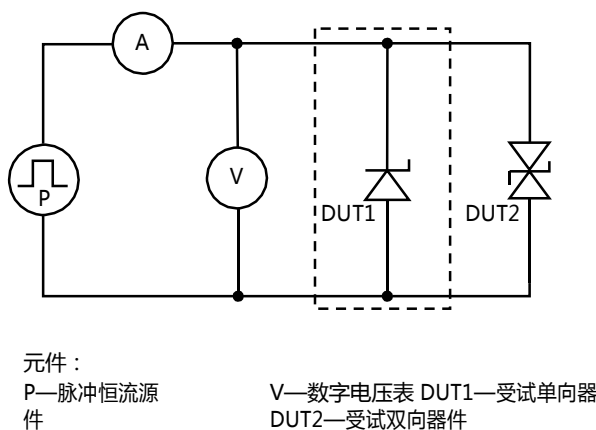 A
P
V
DUT1
DUT2
元件：
P—脉冲恒流源 V—数字电压表 DUT1—受试单向器
件 DUT2—受试双向器件